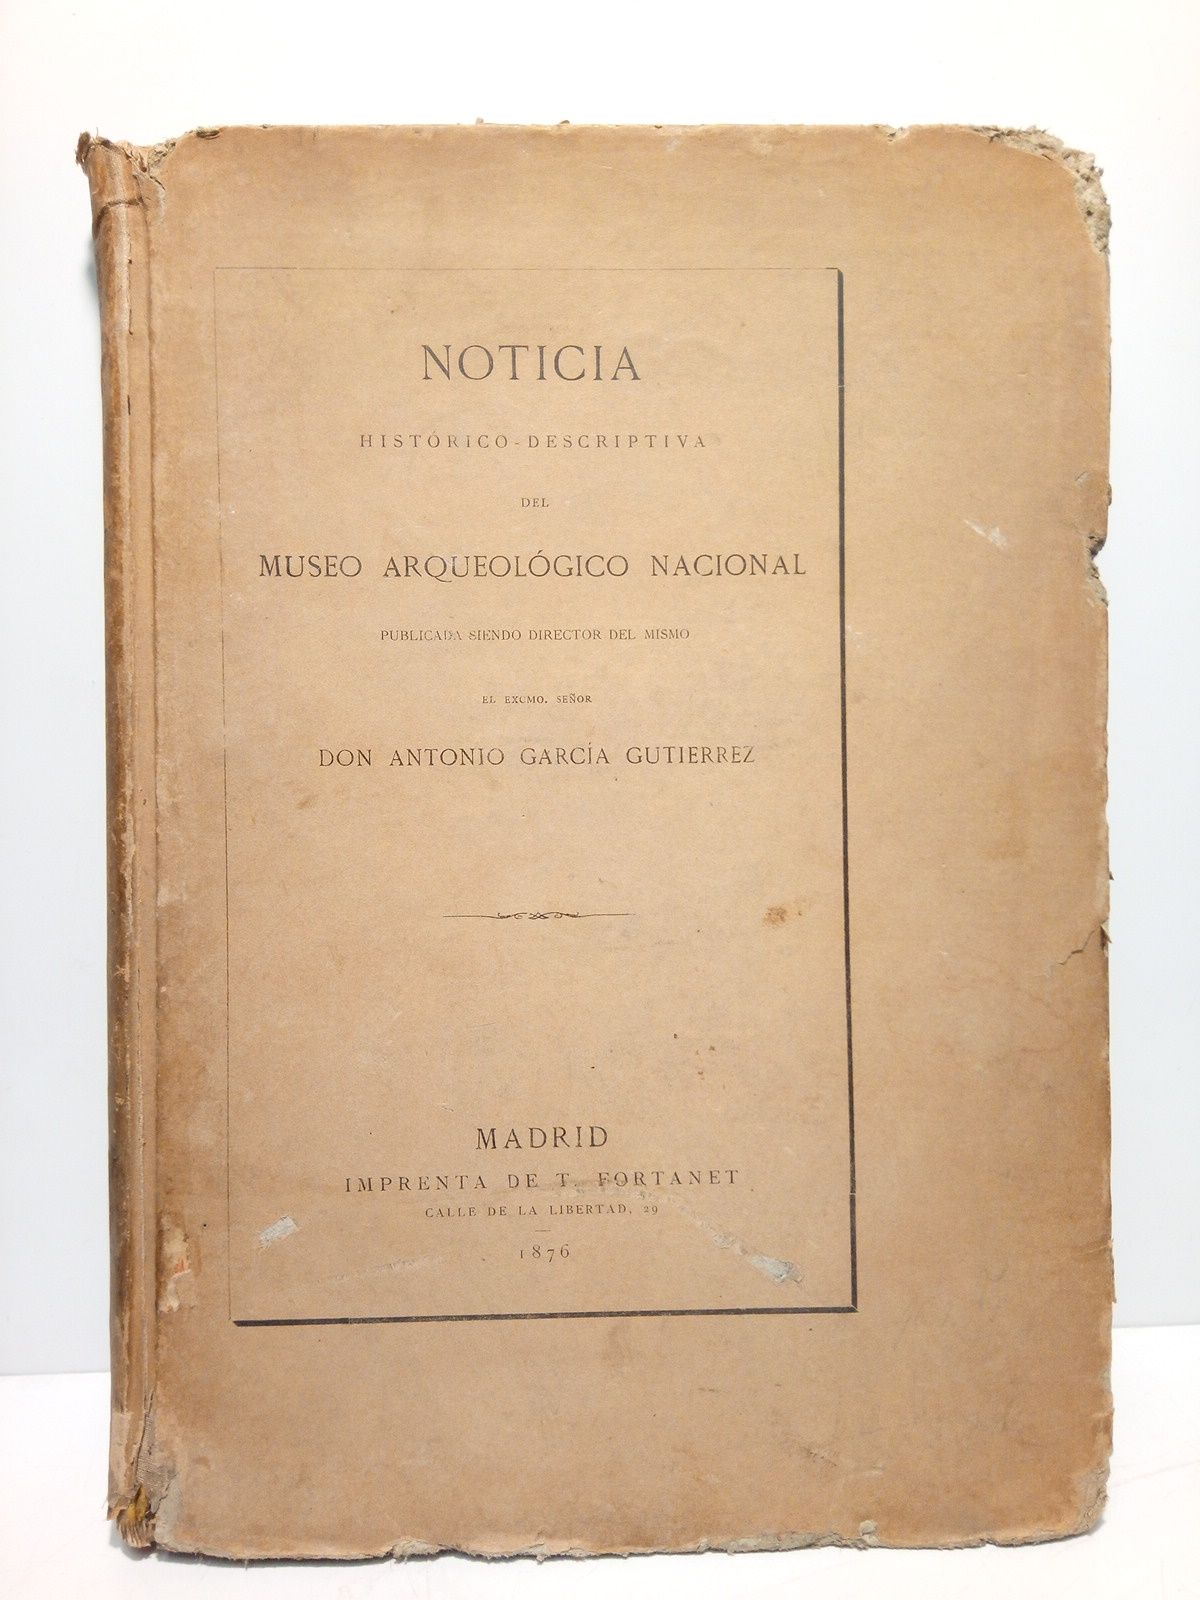 NOTICIA
HISTÓRICO-DESCRIPTIVA
DEL
MUSEO ARQUEOLÓGICO NACIONAL
PUBLICADA SIENDO DIRECTOR DEL MISMO
EL EXCMO. SEÑOR
DON ANTONIO GARCÍA GUTIERREZ
MADRID
IMPRENTA DE T. FORTANET
CALLE DE LA LIBERTAD, 29
1876